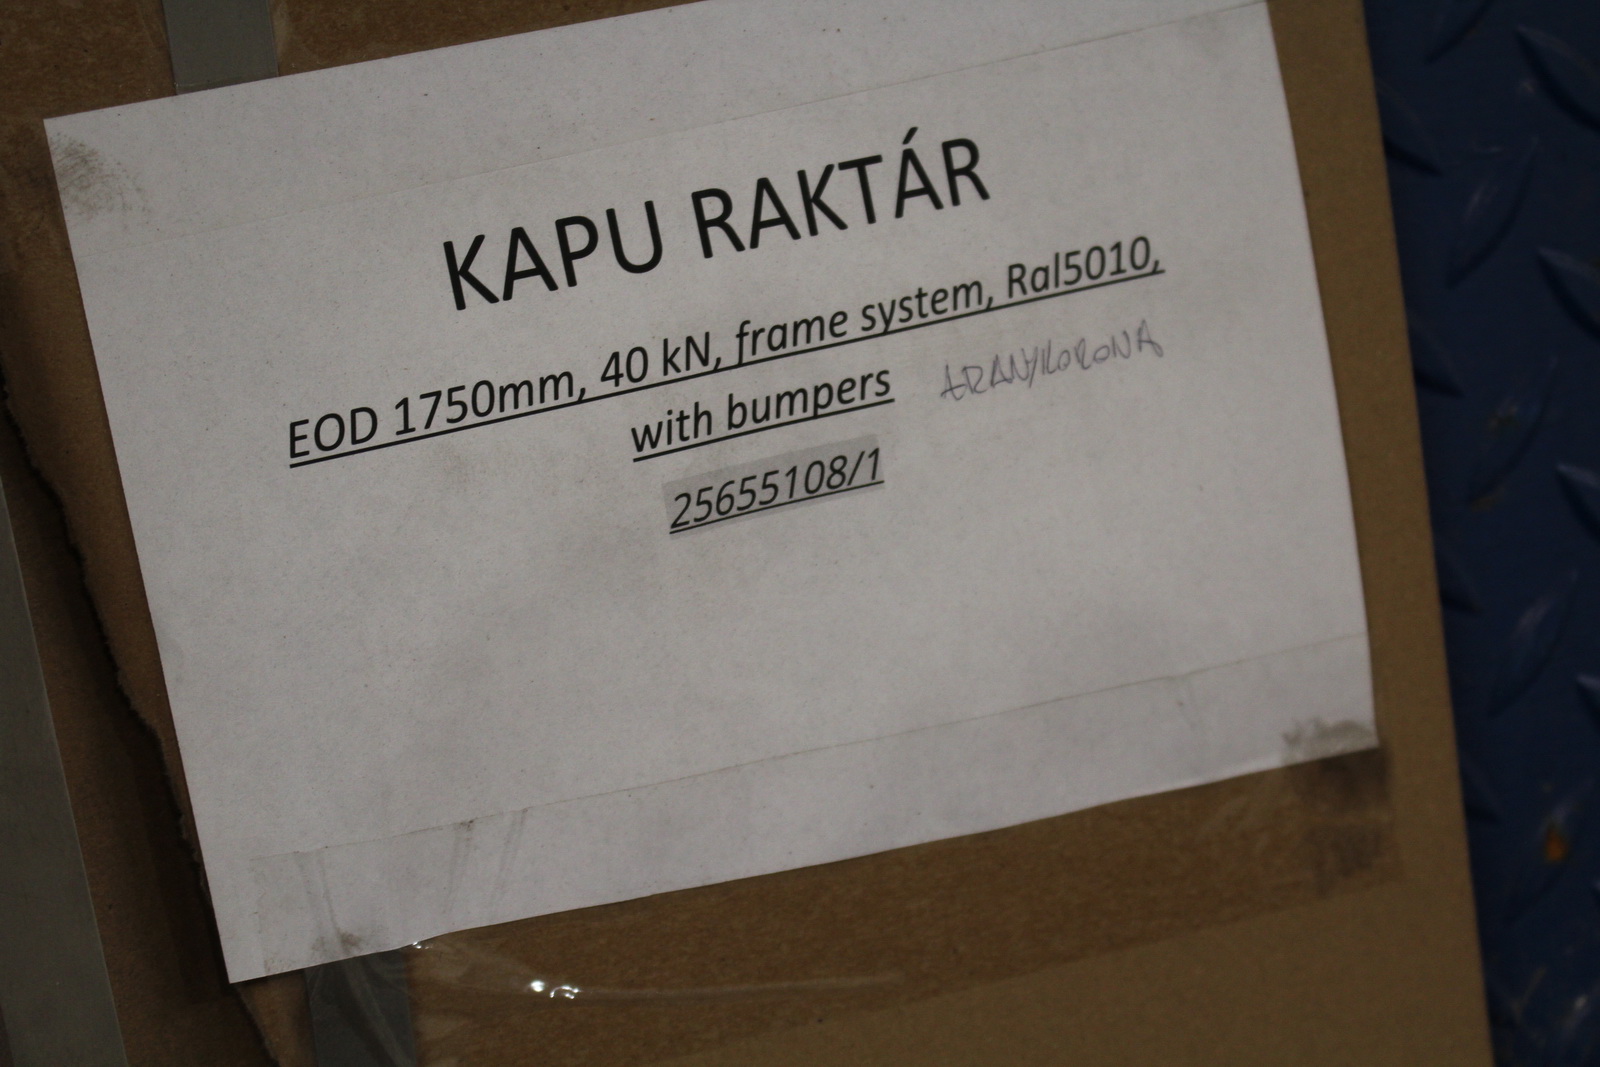 KAPU RAKTÁR
EOD 1750mm, 40 kN, frame system, Ral5010,
with bumpers ARANYKORONA
25655108/1